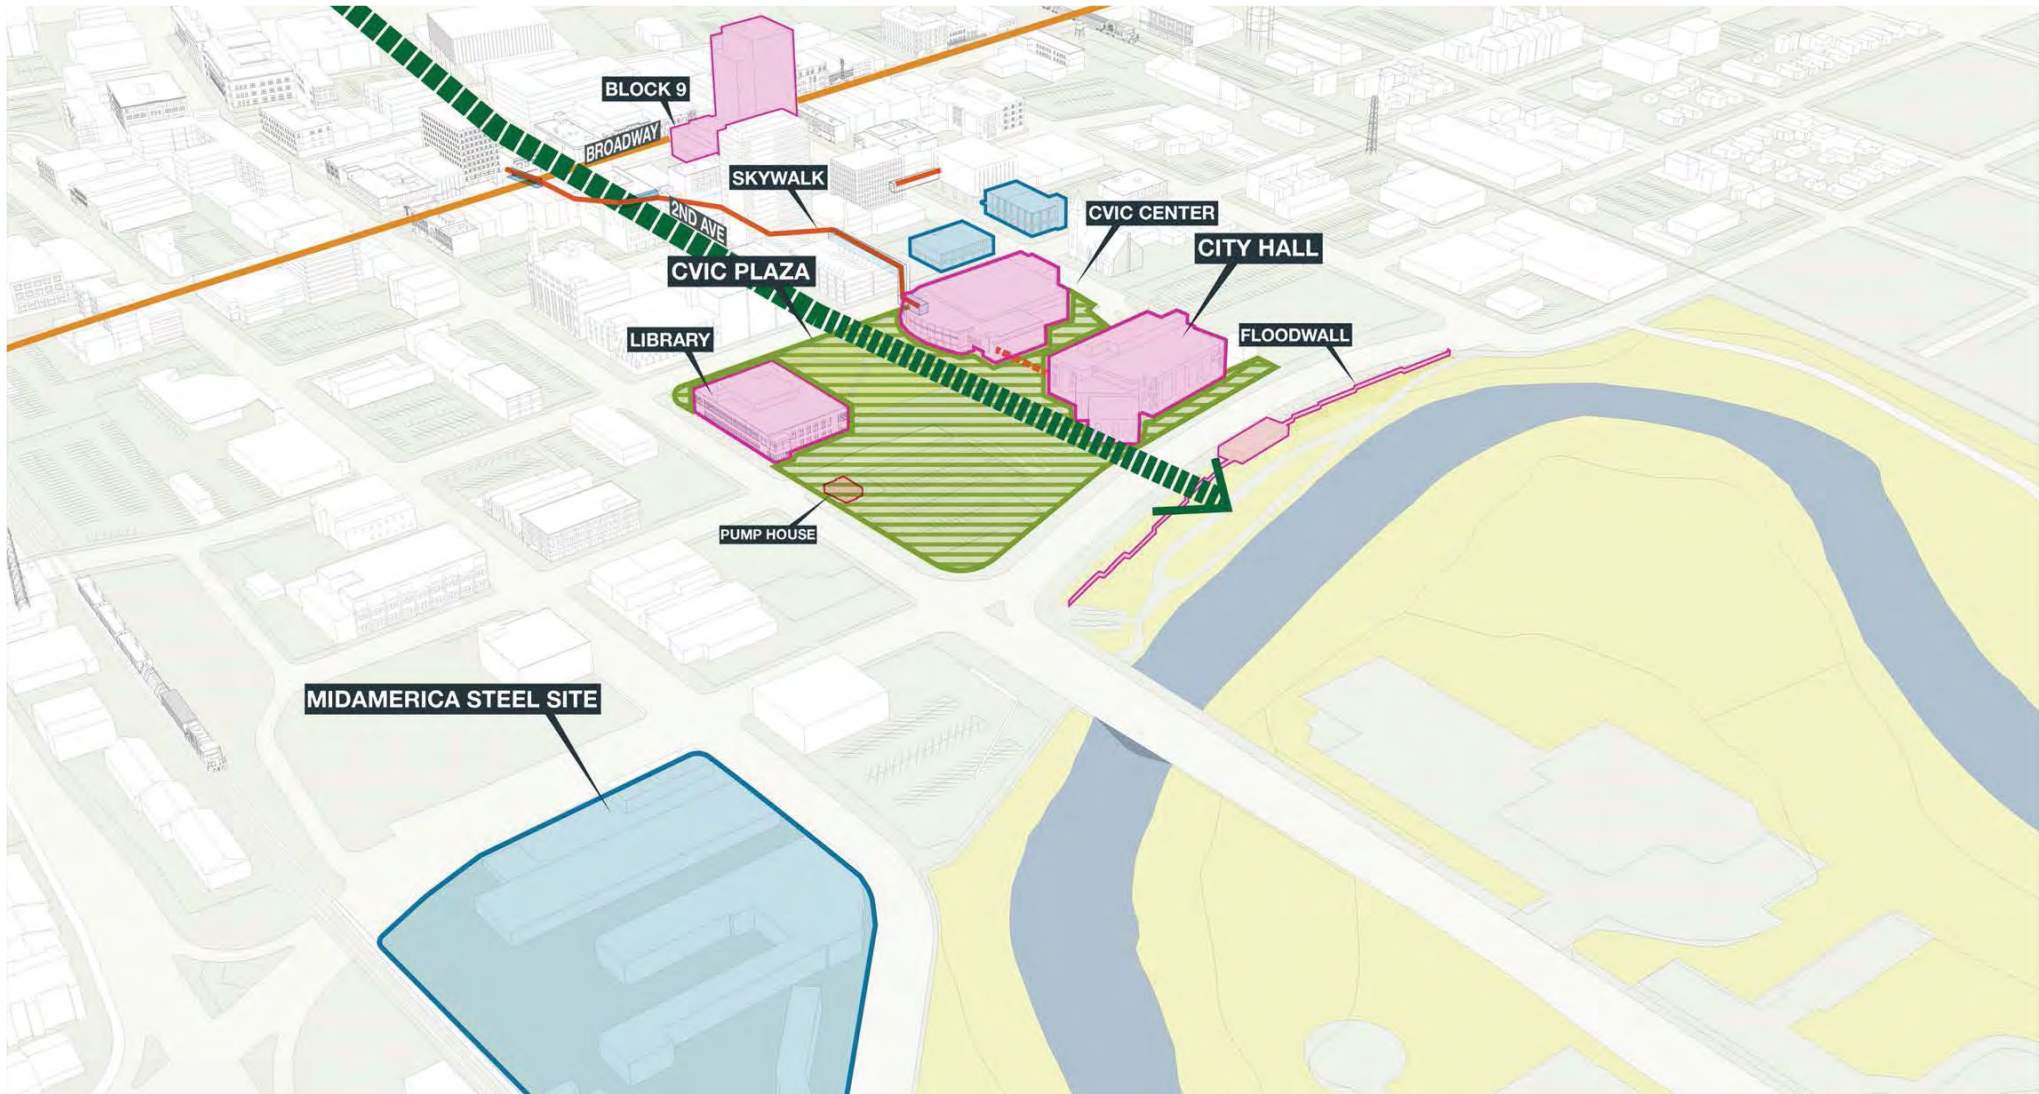 BLOCK 9
BROADWAY
SKYWALK
2ND AVE
CVIC CENTER
CITY HALL
CVIC PLAZA
LIBRARY
FLOODWALL
PUMP HOUSE
MIDAMERICA STEEL SITE